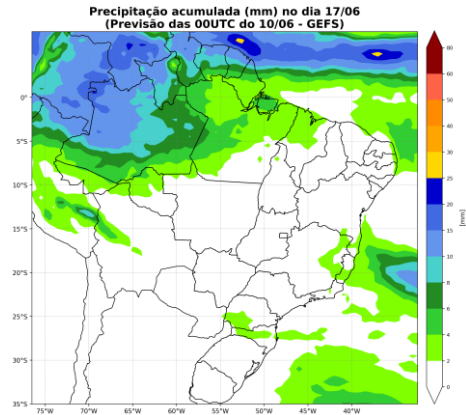 Precipitação acumulada (mm) no dia 17/06
(Previsão das 00UTC do 10/06 - GEFS)
80
60
50
40
30
25
20
15
10
8
6
4
2
0
[mm]
0°
5°S
10°S
15°S
20°S
25°S
30°S
35°S
75°W
70°W
65°W
60°W
55°W
50°W
45°W
40°W